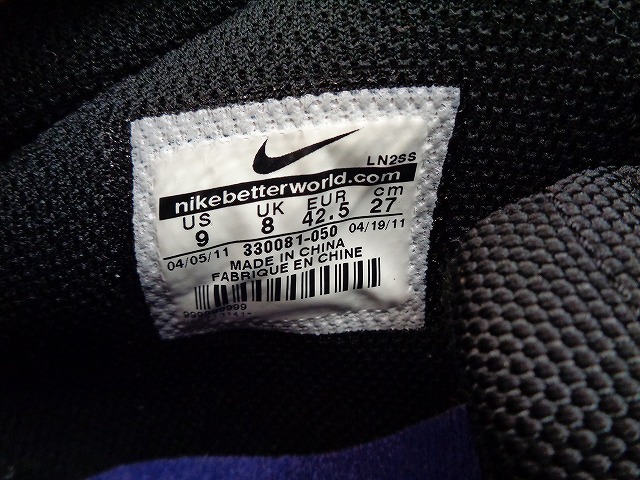 LN2SS
nikebetterworld.com
US UK EUR cm
9 8 42.5 27
04/05/11 330081-050 04/19/11
MADE IN CHINA
FABRIQUE EN CHINE